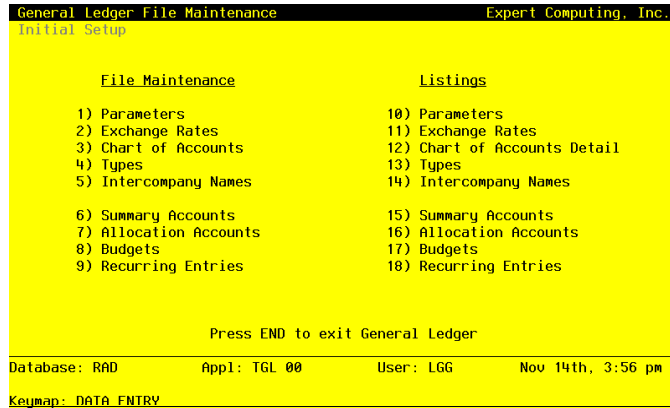 General Ledger File Maintenance Expert Computing, Inc.
Initial Setup
File Maintenance Listings
1) Parameters 10) Parameters
2) Exchange Rates 11) Exchange Rates
3) Chart of Accounts 12) Chart of Accounts Detail
4) Types 13) Types
5) Intercompany Names 14) Intercompany Names
6) Summary Accounts 15) Summary Accounts
7) Allocation Accounts 16) Allocation Accounts
8) Budgets 17) Budgets
9) Recurring Entries 18) Recurring Entries
Press END to exit General Ledger
Database: RAD Appl: TGL 00 User: LGG Nov 14th, 3:56 pm
Keymap: DATA ENTRY